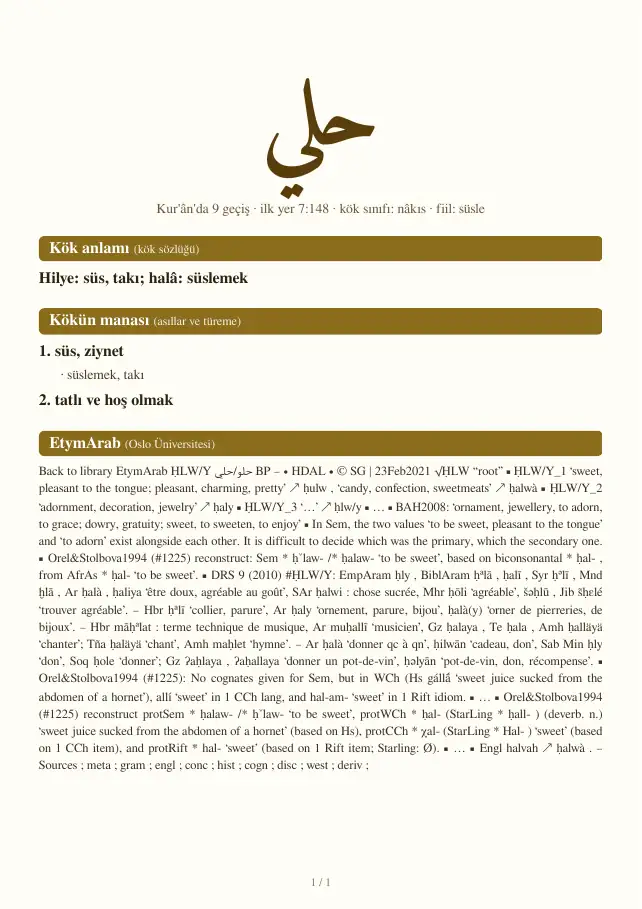 حلي
Kur'ân'da 9 geçiş · ilk yer 7:148 · kök sınıfı: nâkıs · fiil: süsle
Kök anlamı (kök sözlüğü)
Hilye: süs, takı; halâ: süslemek
Kökün manası (asıllar ve türeme)
1. süs, ziynet
· süslemek, takı
2. tatlı ve hoş olmak
EtymArab (Oslo Üniversitesi)
Back to library EtymArab ḤLW/Y حلو/حلي BP – • HDAL • © SG | 23Feb2021 √ḤLW “root” ▪ ḤLW/Y_1 ‘sweet,
pleasant to the tongue; pleasant, charming, pretty’ ↗ ḥulw , ‘candy, confection, sweetmeats’ ↗ ḥalwà ▪ ḤLW/Y_2
‘adornment, decoration, jewelry’ ↗ ḥaly ▪ ḤLW/Y_3 ‘…’ ↗ ḥlw/y ▪ … ▪ BAH2008: ‘ornament, jewellery, to adorn,
to grace; dowry, gratuity; sweet, to sweeten, to enjoy’ ▪ In Sem, the two values ‘to be sweet, pleasant to the tongue’
and ‘to adorn’ exist alongside each other. It is difficult to decide which was the primary, which the secondary one.
▪ Orel&Stolbova1994 (#1225) reconstruct: Sem * ḥ˘law- /* ḥalaw- ‘to be sweet’, based on biconsonantal * ḥal- ,
from AfrAs * ḥal- ‘to be sweet’. ▪ DRS 9 (2010) #ḤLW/Y: EmpAram ḥly , BiblAram ḥᵃlā , ḥalī , Syr ḥᵃlī , Mnd
ḫlā , Ar ḥalà , ḥaliya ‘être doux, agréable au goût’, SAr ḥalwi : chose sucrée, Mhr ḥōli ‘agréable’, šəḥlū , Jib šḥɛlé
‘trouver agréable’. – Hbr ḥᵃlī ‘collier, parure’, Ar ḥaly ‘ornement, parure, bijou’, ḥalà(y) ‘orner de pierreries, de
bijoux’. – Hbr māḥᵃlat : terme technique de musique, Ar muḥallī ‘musicien’, Gz ḥalaya , Te ḥala , Amh ḥalläyä
‘chanter’; Tña ḥaläyä ‘chant’, Amh maḥlet ‘hymne’. – Ar ḥalà ‘donner qc à qn’, ḥilwān ‘cadeau, don’, Sab Min ḥly
‘don’, Soq ḥole ‘donner’; Gz ʔaḥlaya , ʔaḥallaya ‘donner un pot-de-vin’, ḥəlyān ‘pot-de-vin, don, récompense’. ▪
Orel&Stolbova1994 (#1225): No cognates given for Sem, but in WCh (Hs gállâ ‘sweet juice sucked from the
abdomen of a hornet’), allí ‘sweet’ in 1 CCh lang, and hal-am- ‘sweet’ in 1 Rift idiom. ▪ … ▪ Orel&Stolbova1994
(#1225) reconstruct protSem * ḥalaw- /* ḥ˘law- ‘to be sweet’, protWCh * ḥal- (StarLing * ḥall- ) (deverb. n.)
‘sweet juice sucked from the abdomen of a hornet’ (based on Hs), protCCh * χal- (StarLing * Hal- ) ‘sweet’ (based
on 1 CCh item), and protRift * hal- ‘sweet’ (based on 1 Rift item; Starling: Ø). ▪ … ▪ Engl halvah ↗ ḥalwà . –
Sources ; meta ; gram ; engl ; conc ; hist ; cogn ; disc ; west ; deriv ;
1 / 1